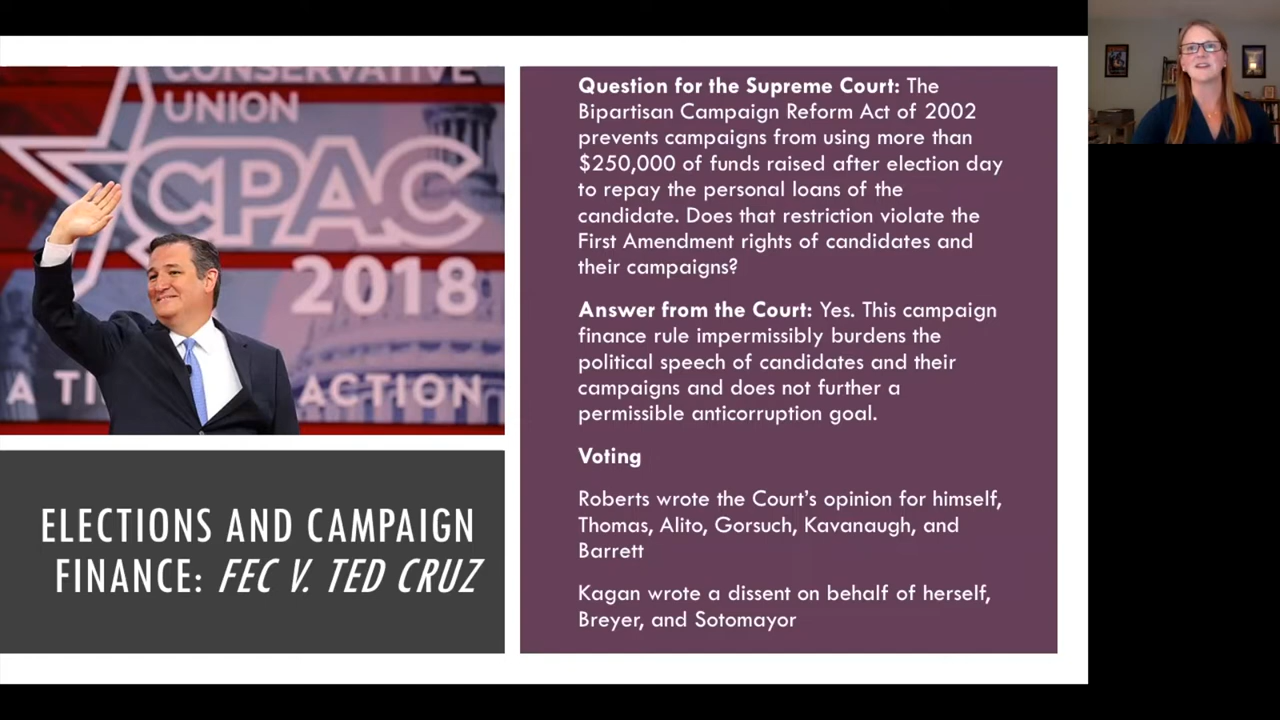 CONSERVATIVE
UNION
CPAC
2018
A TI ACTION
ELECTIONS AND CAMPAIGN
FINANCE: FEC V. TED CRUZ
Question for the Supreme Court: The
Bipartisan Campaign Reform Act of 2002
prevents campaigns from using more than
$250,000 of funds raised after election day
to repay the personal loans of the
candidate. Does that restriction violate the
First Amendment rights of candidates and
their campaigns?
Answer from the Court: Yes. This campaign
finance rule impermissibly burdens the
political speech of candidates and their
campaigns and does not further a
permissible anticorruption goal.
Voting
Roberts wrote the Court’s opinion for himself,
Thomas, Alito, Gorsuch, Kavanaugh, and
Barrett
Kagan wrote a dissent on behalf of herself,
Breyer, and Sotomayor